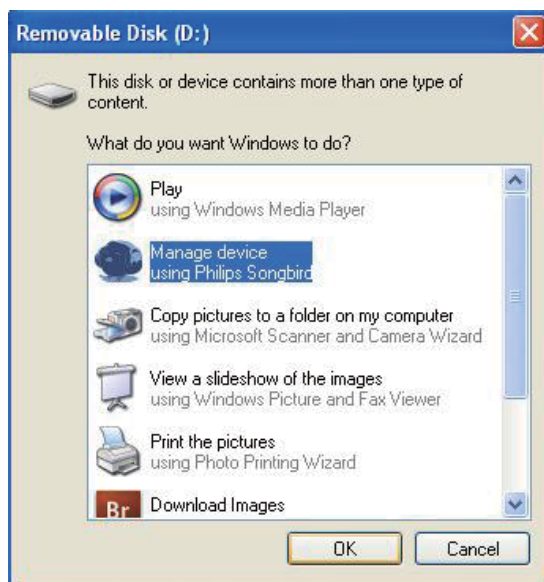 Removable Disk (D:)
This disk or device contains more than one type of
content.
What do you want Windows to do?
Play
using Windows Media Player
Manage device
using Philips Songbird
Copy pictures to a folder on my computer
using Microsoft Scanner and Camera Wizard
View a slideshow of the images
using Windows Picture and Fax Viewer
Print the pictures
using Photo Printing Wizard
Br
Download Images
OK
Cancel